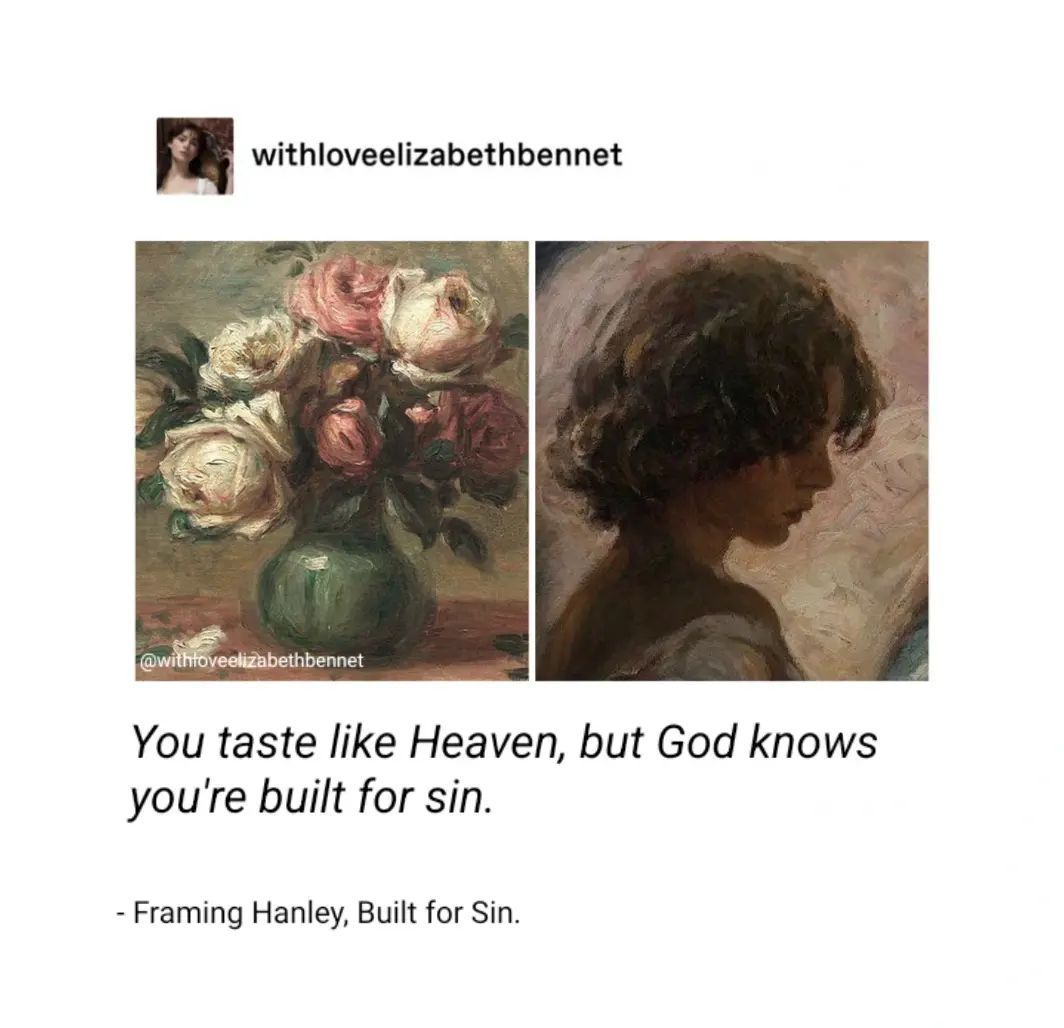 withloveelizabethbennet
@withloveelizabethbennet
You taste like Heaven, but God knows
you're built for sin.
- Framing Hanley, Built for Sin.